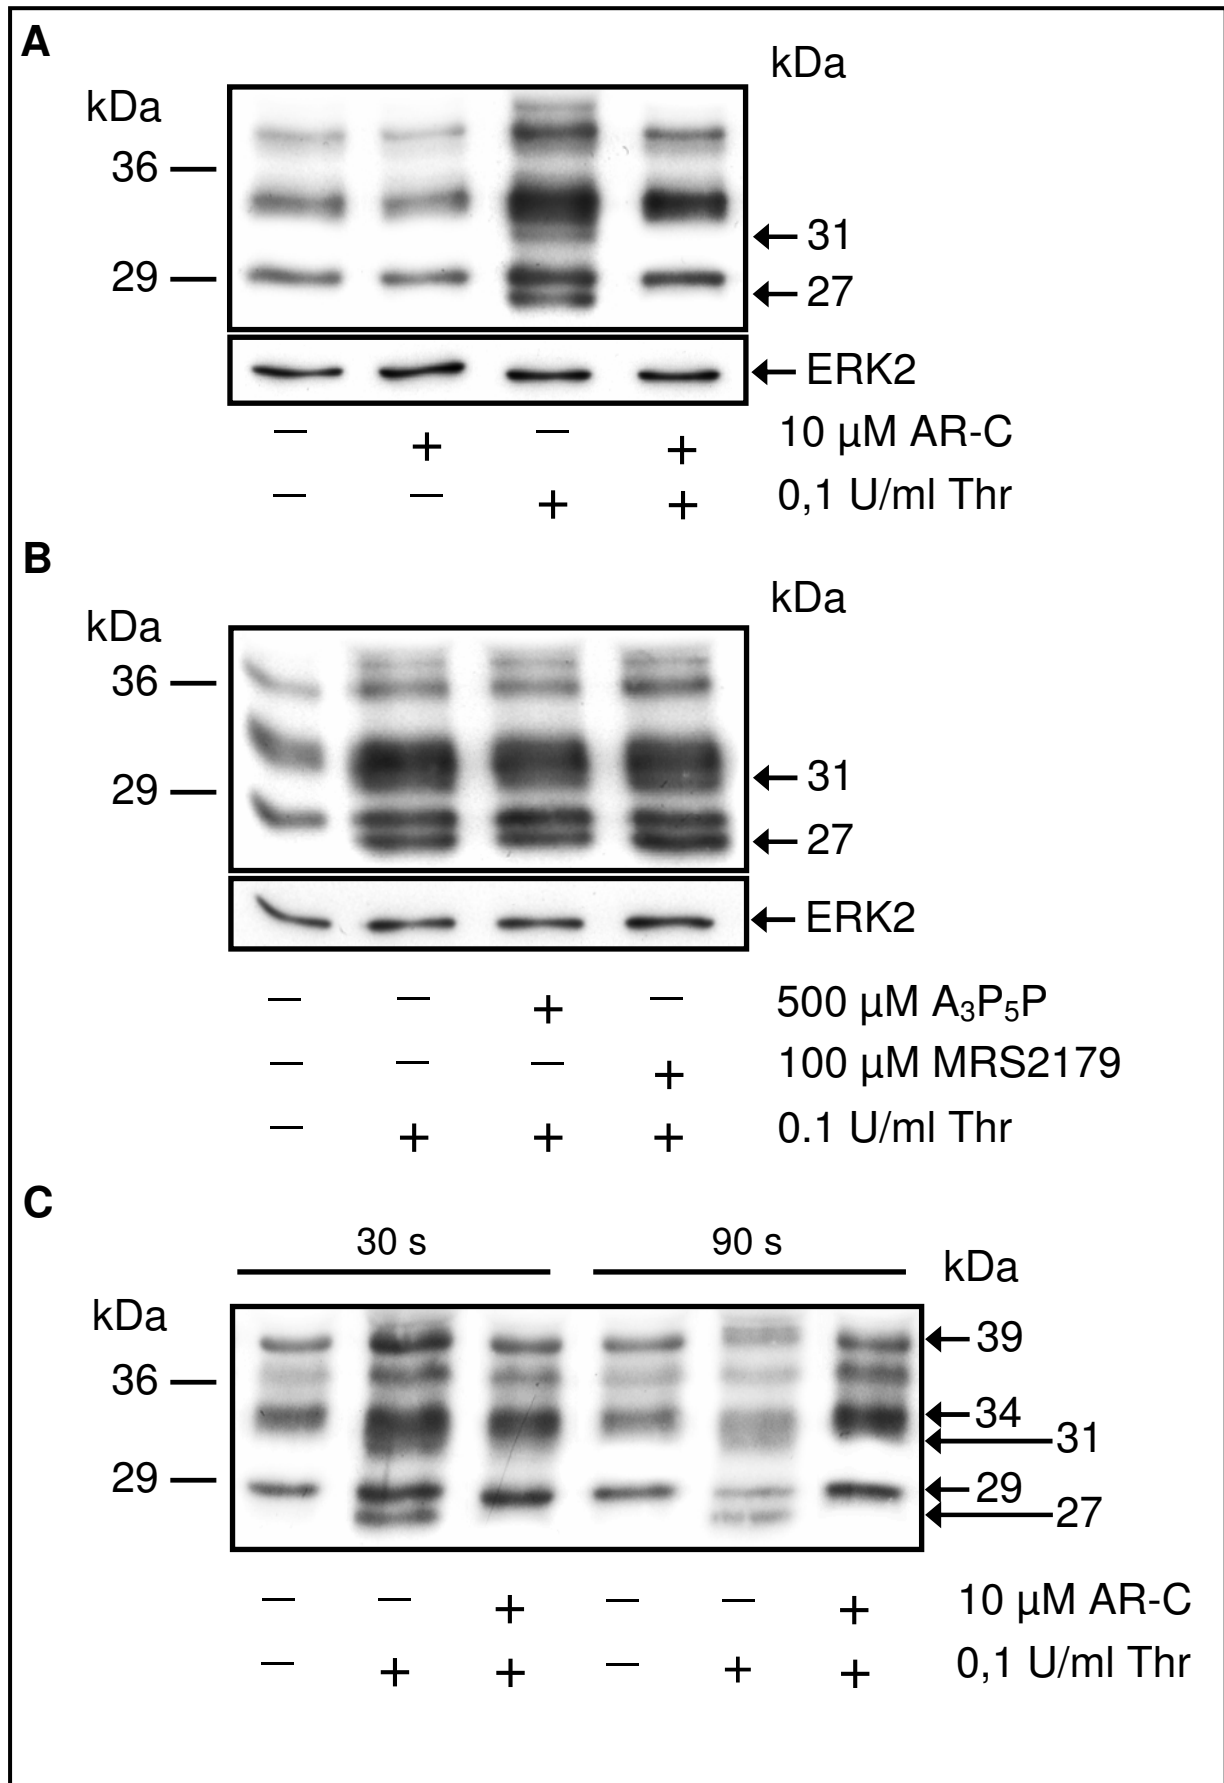 A
kDa
kDa
36
31
29
27
ERK2
— + — + 10 µM AR-C
— — + + 0,1 U/ml Thr
B
kDa
kDa
36
31
29
27
ERK2
— — + — 500 µM A₃P₅P
— — — + 100 µM MRS2179
— + + + 0.1 U/ml Thr
C
30 s 90 s
kDa
kDa
39
36
34
31
29 29
27
— — + — — + 10 µM AR-C
— + + — + + 0,1 U/ml Thr